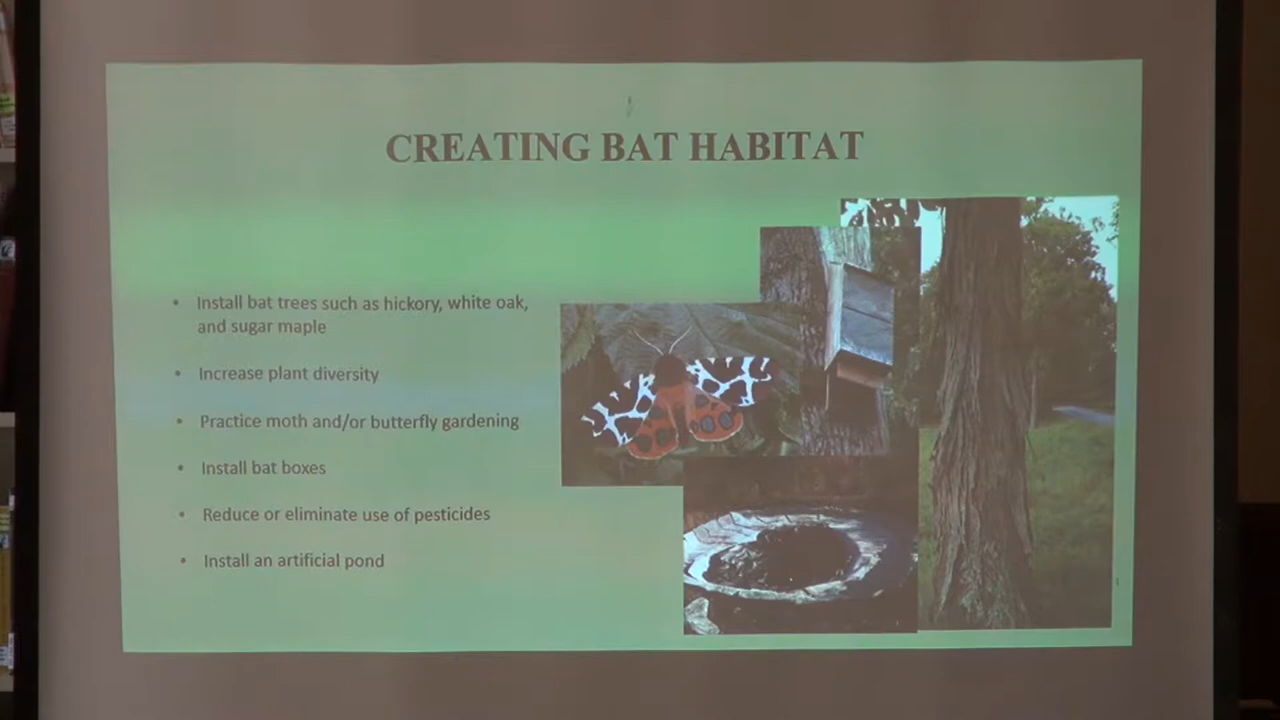 CREATING BAT HABITAT
• Install bat trees such as hickory, white oak,
and sugar maple
• Increase plant diversity
• Practice moth and/or butterfly gardening
• Install bat boxes
• Reduce or eliminate use of pesticides
• Install an artificial pond